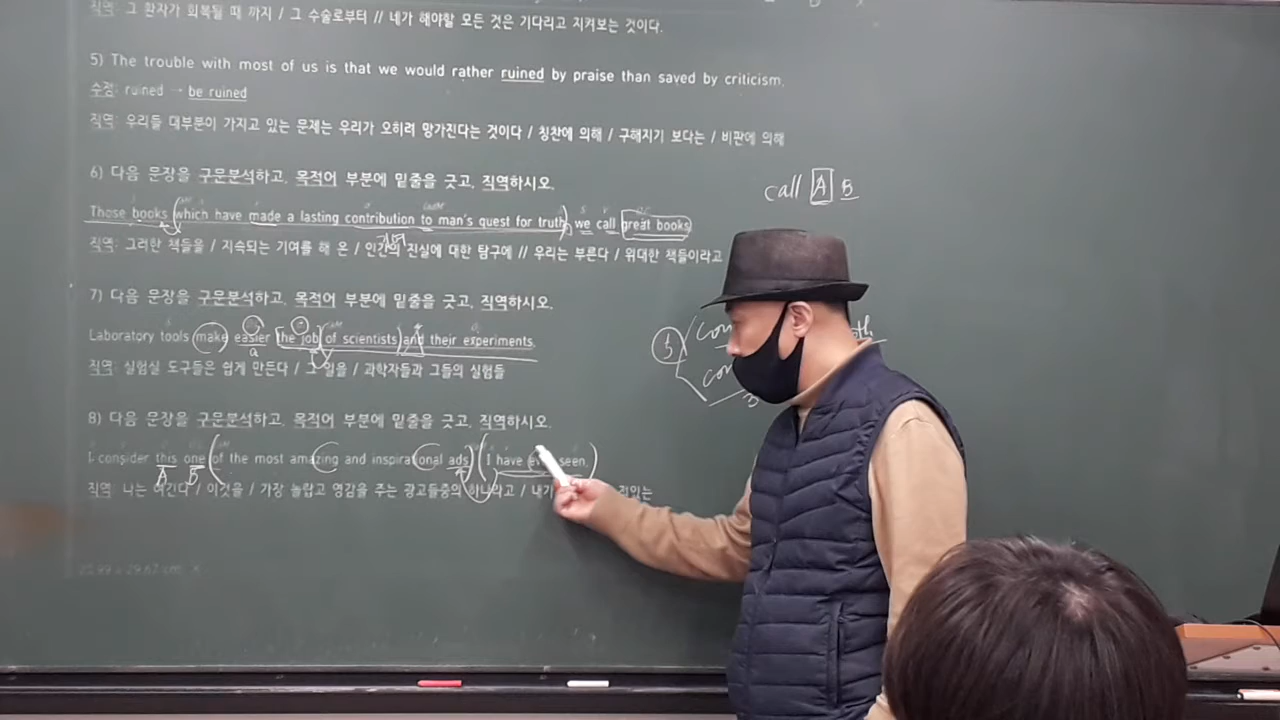 직역: 그 환자가 회복될 때 까지 / 그 수술로부터 // 네가 해야할 모든 것은 기다리고 지켜보는 것이다.
5) The trouble with most of us is that we would rather ruined by praise than saved by criticism.
수정: ruined → be ruined
직역: 우리들 대부분이 가지고 있는 문제는 우리가 오히려 망가진다는 것이다 / 칭찬에 의해 / 구해지기 보다는 / 비판에 의해
6) 다음 문장을 구문분석하고, 목적어 부분에 밑줄을 긋고, 직역하시오.
call A B
Those books which have made a lasting contribution to man's quest for truth, we call great books.
직역: 그러한 책들을 / 지속되는 기여를 해 온 / 인간의 진실에 대한 탐구에 // 우리는 부른다 / 위대한 책들이라고
7) 다음 문장을 구문분석하고, 목적어 부분에 밑줄을 긋고, 직역하시오.
Laboratory tools make easier the job of scientists and their experiments.
a
직역: 실험실 도구들은 쉽게 만든다 / 그 일을 / 과학자들과 그들의 실험들
8) 다음 문장을 구문분석하고, 목적어 부분에 밑줄을 긋고, 직역하시오.
I consider this one of the most amazing and inspirational ads I have seen.
A B
직역: 나는 여긴다 / 이것을 / 가장 놀랍고 영감을 주는 광고들중의 하나라고 / 내가 적있는